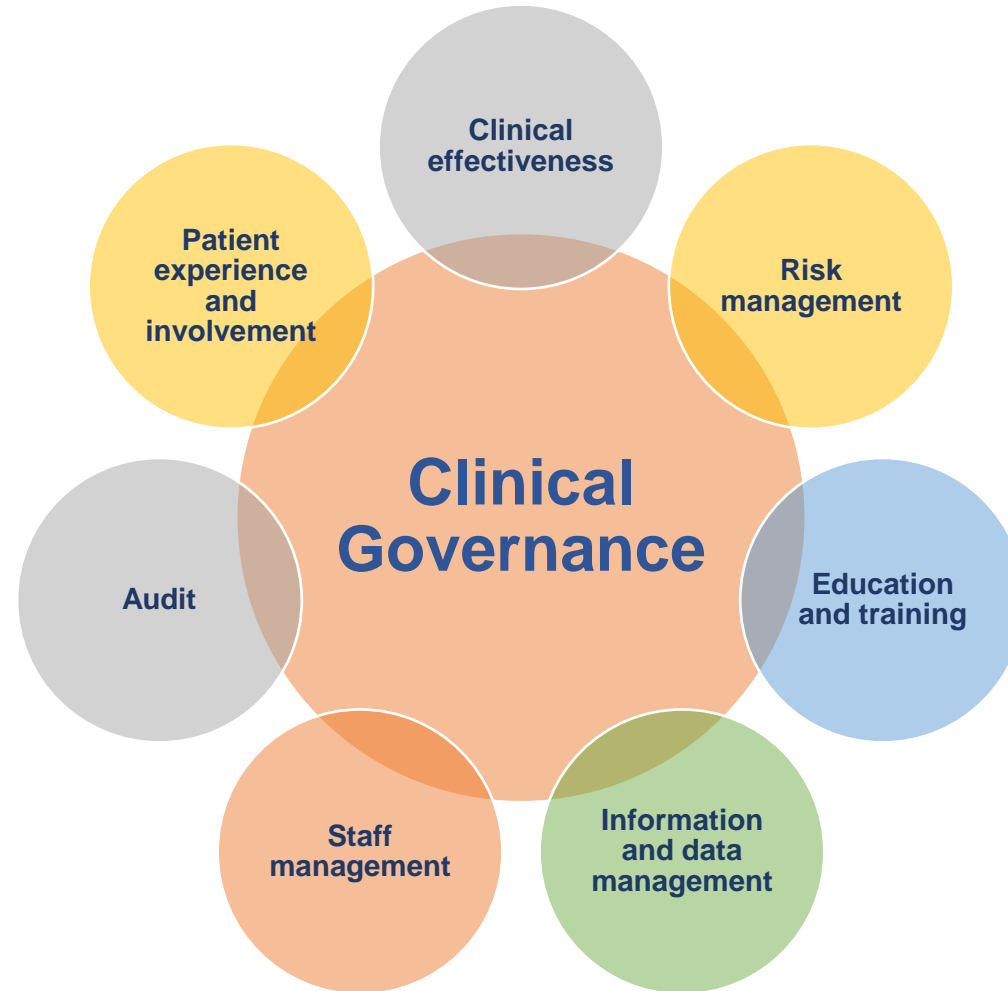 Clinical
effectiveness
Patient
experience
and
involvement
Risk
management
Clinical
Governance
Audit
Education
and training
Staff
management
Information
and data
management